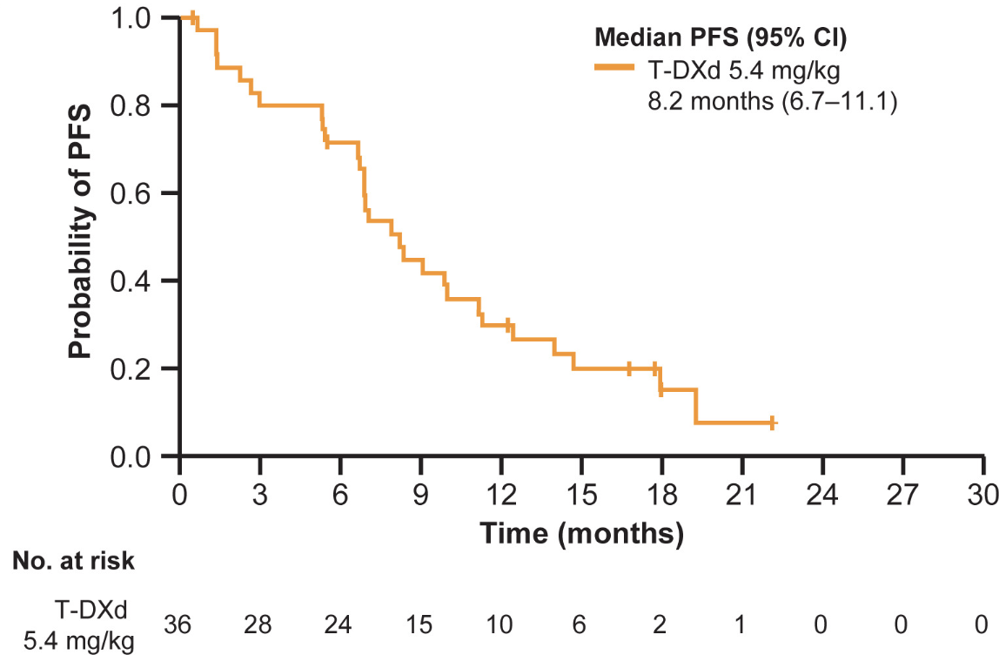 Median PFS (95% CI)
T-DXd 5.4 mg/kg
8.2 months (6.7–11.1)
Probability of PFS
1.0
0.8
0.6
0.4
0.2
0.0
0 3 6 9 12 15 18 21 24 27 30
Time (months)
No. at risk
T-DXd
5.4 mg/kg
36 28 24 15 10 6 2 1 0 0 0